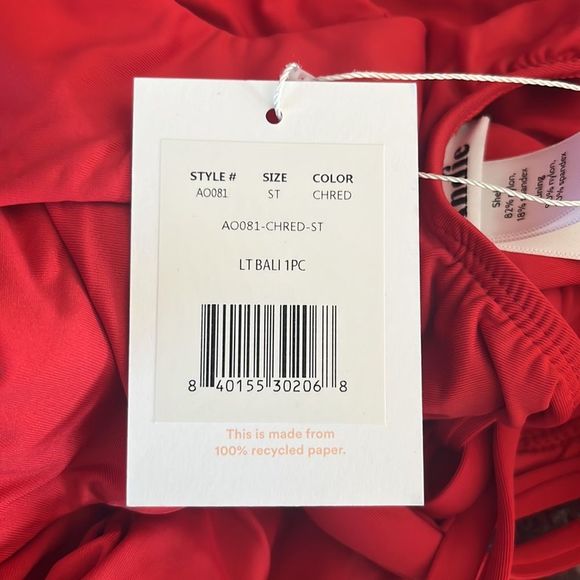 STYLE # SIZE COLOR
AO081 ST CHRED
AO081-CHRED-ST
LT BALI 1PC
8 40155 30206 8
This is made from
100% recycled paper.
82%
18% spandex
nylon,
spandex